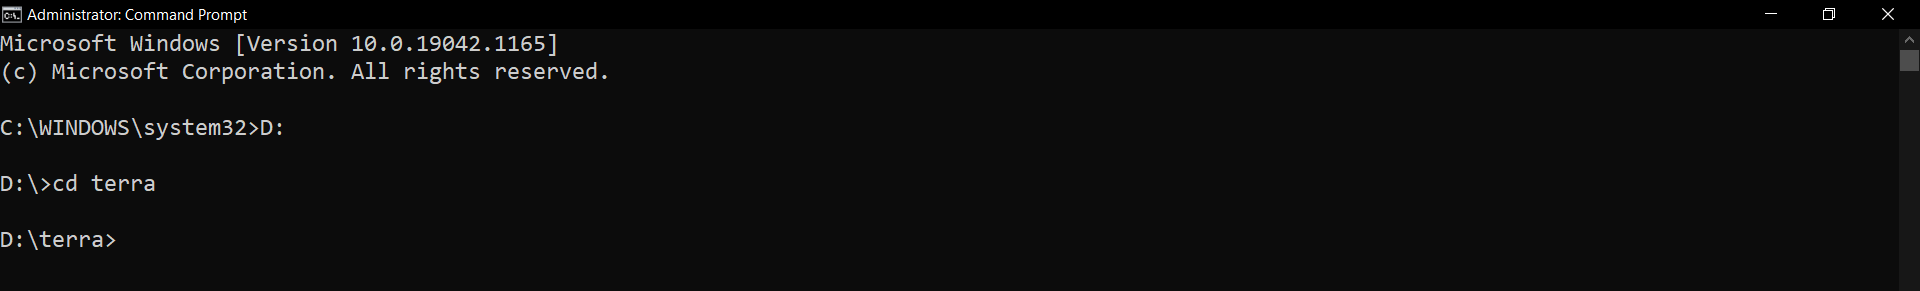 Administrator: Command Prompt
Microsoft Windows [Version 10.0.19042.1165]
(c) Microsoft Corporation. All rights reserved.
C:\WINDOWS\system32>D:
D:\>cd terra
D:\terra>